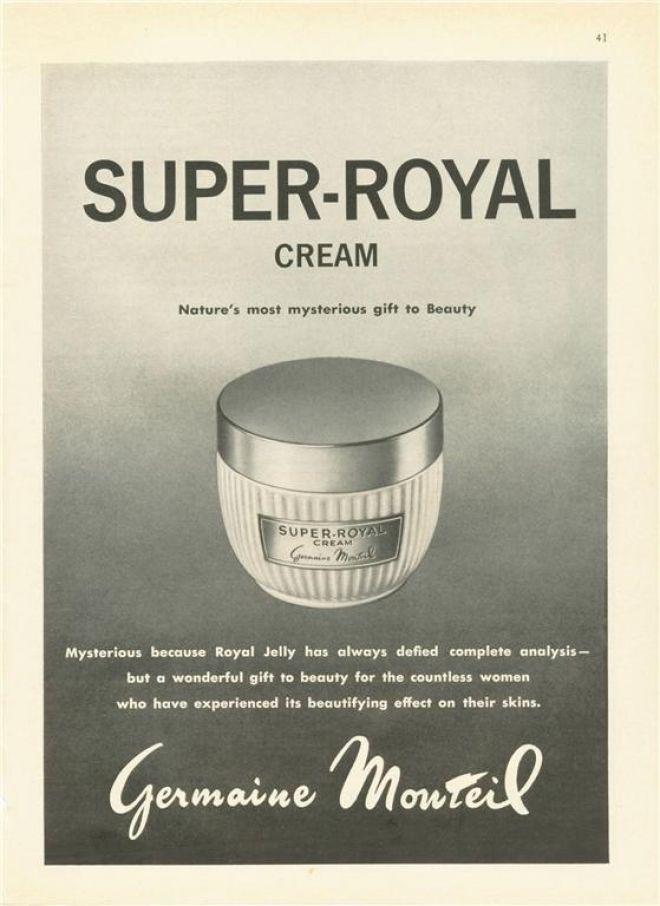 41
SUPER-ROYAL
CREAM
Nature's most mysterious gift to Beauty
SUPER-ROYAL
CREAM
Germaine Monteil
Mysterious because Royal Jelly has always defied complete analysis—
but a wonderful gift to beauty for the countless women
who have experienced its beautifying effect on their skins.
Germaine Monteil